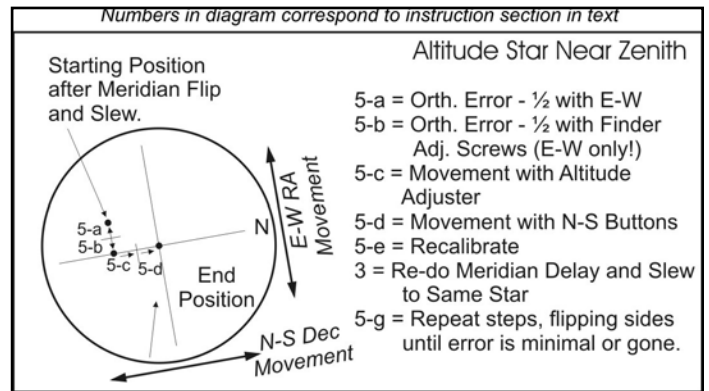 Numbers in diagram correspond to instruction section in text
Altitude Star Near Zenith
Starting Position
after Meridian Flip
and Slew.
5-a
5-b
5-c
5-d
N
E-W RA
Movement
End
Position
N-S Dec
Movement
5-a = Orth. Error - ½ with E-W
5-b = Orth. Error - ½ with Finder
Adj. Screws (E-W only!)
5-c = Movement with Altitude
Adjuster
5-d = Movement with N-S Buttons
5-e = Recalibrate
3 = Re-do Meridian Delay and Slew
to Same Star
5-g = Repeat steps, flipping sides
until error is minimal or gone.